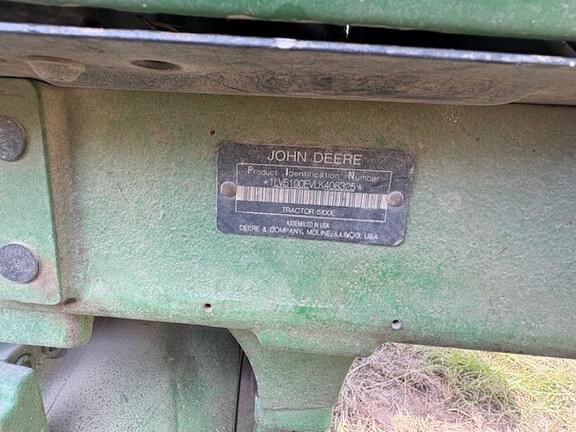 JOHN DEERE
Product Identification Number
*1LV5100EVLK408325*
TRACTOR 5100E
ASSEMBLED IN USA
DEERE & COMPANY, MOLINE, ILLINOIS, USA